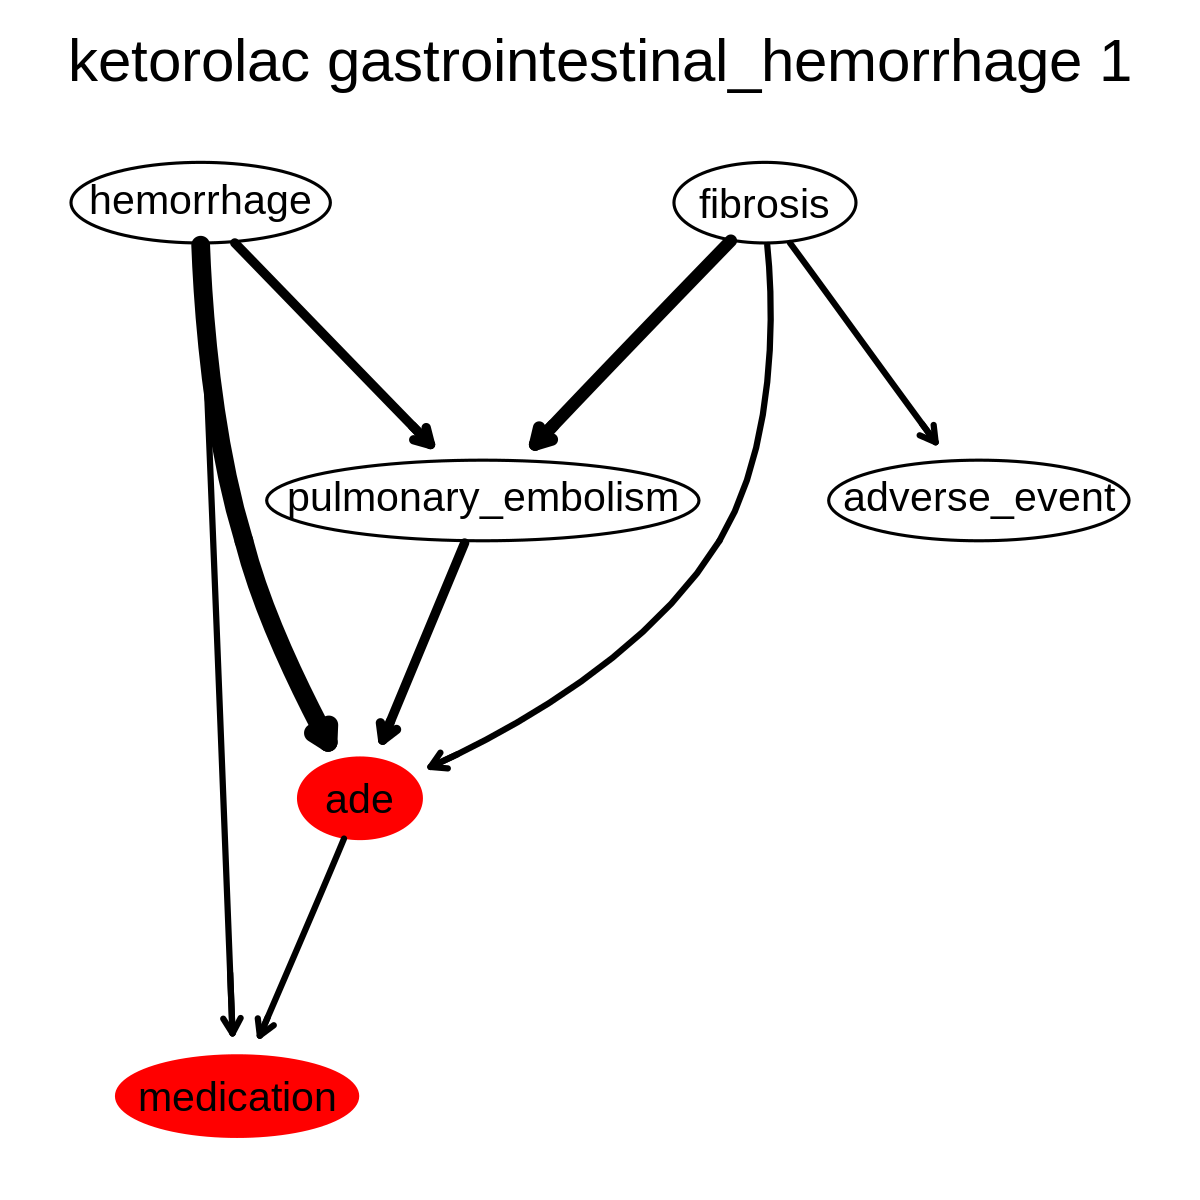 ketorolac gastrointestinal_hemorrhage 1
hemorrhage
fibrosis
pulmonary_embolism
adverse_event
ade
medication